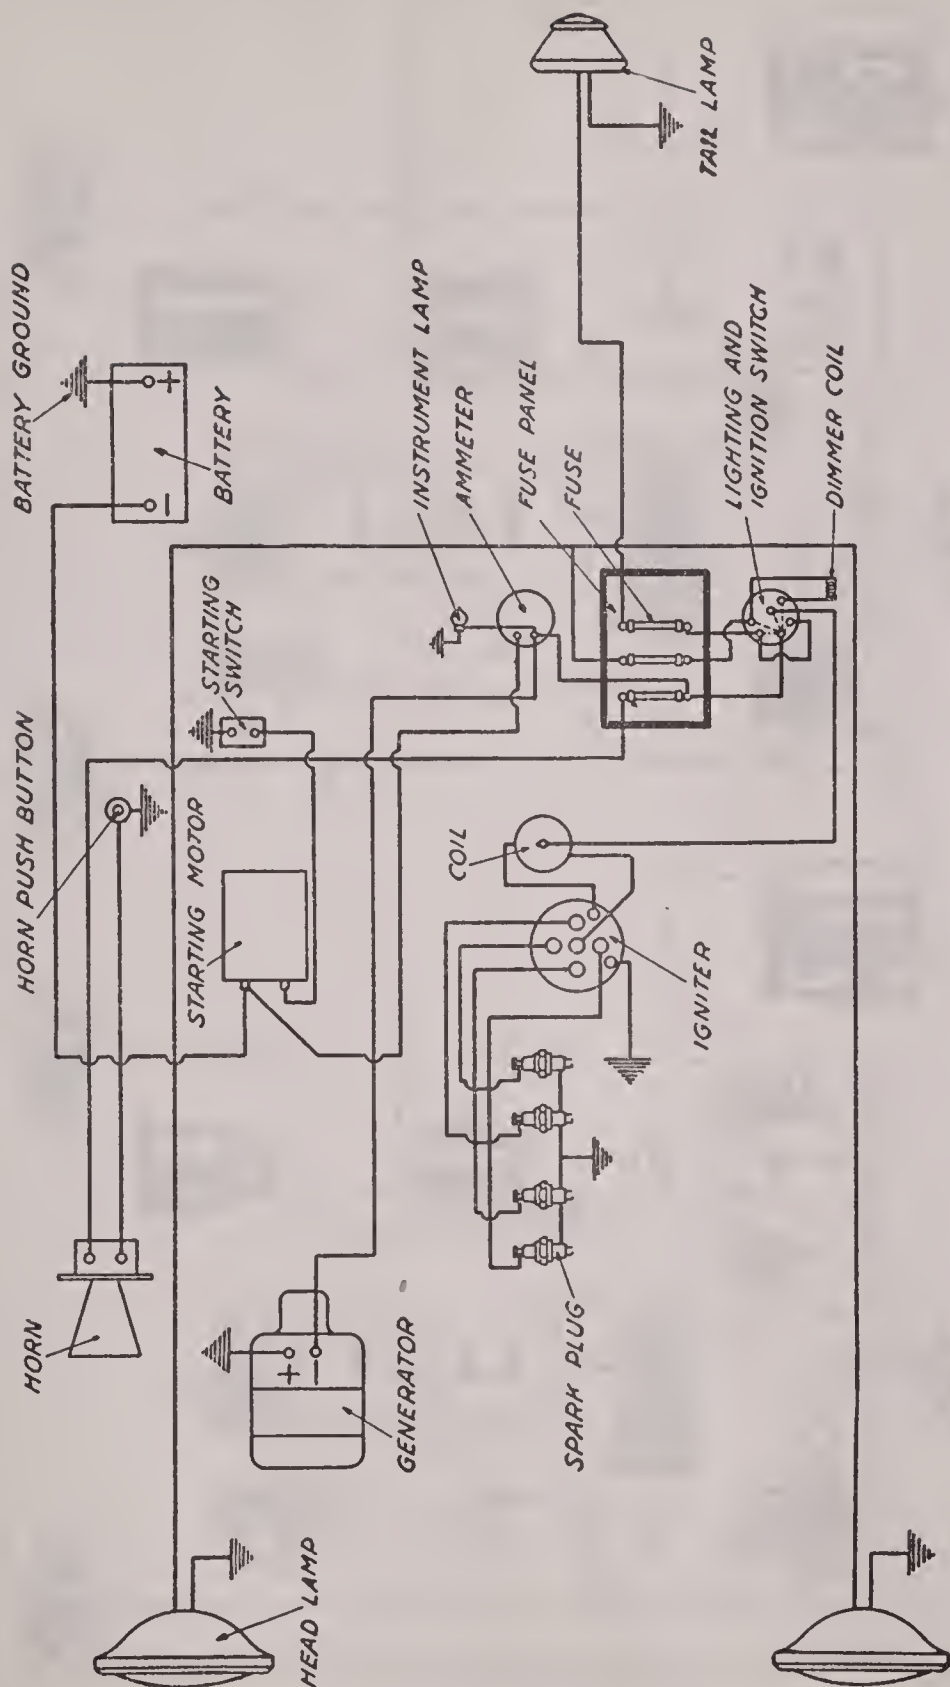 BATTERY GROUND
BATTERY
HORN PUSH BUTTON
STARTING
SWITCH
STARTING MOTOR
HORN
INSTRUMENT LAMP
AMMETER
FUSE PANEL
FUSE
TAIL LAMP
LIGHTING AND
IGNITION SWITCH
DIMMER COIL
COIL
IGNITER
GENERATOR
SPARK PLUG
HEAD LAMP
+
−
+
−